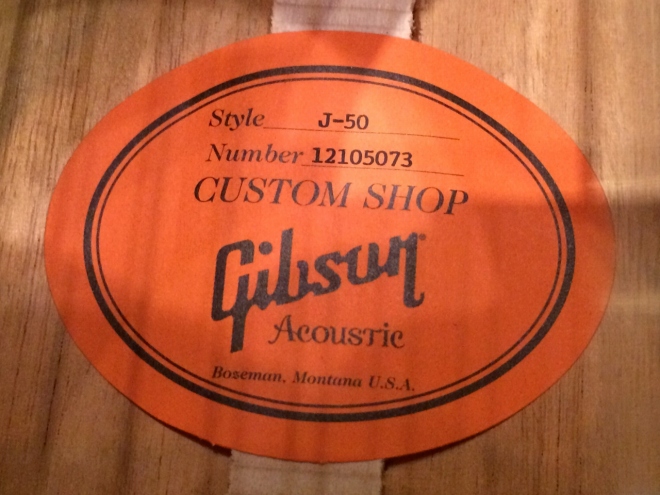 Style J-50
Number 12105073
CUSTOM SHOP
Gibson
Acoustic
Bozeman, Montana U.S.A.